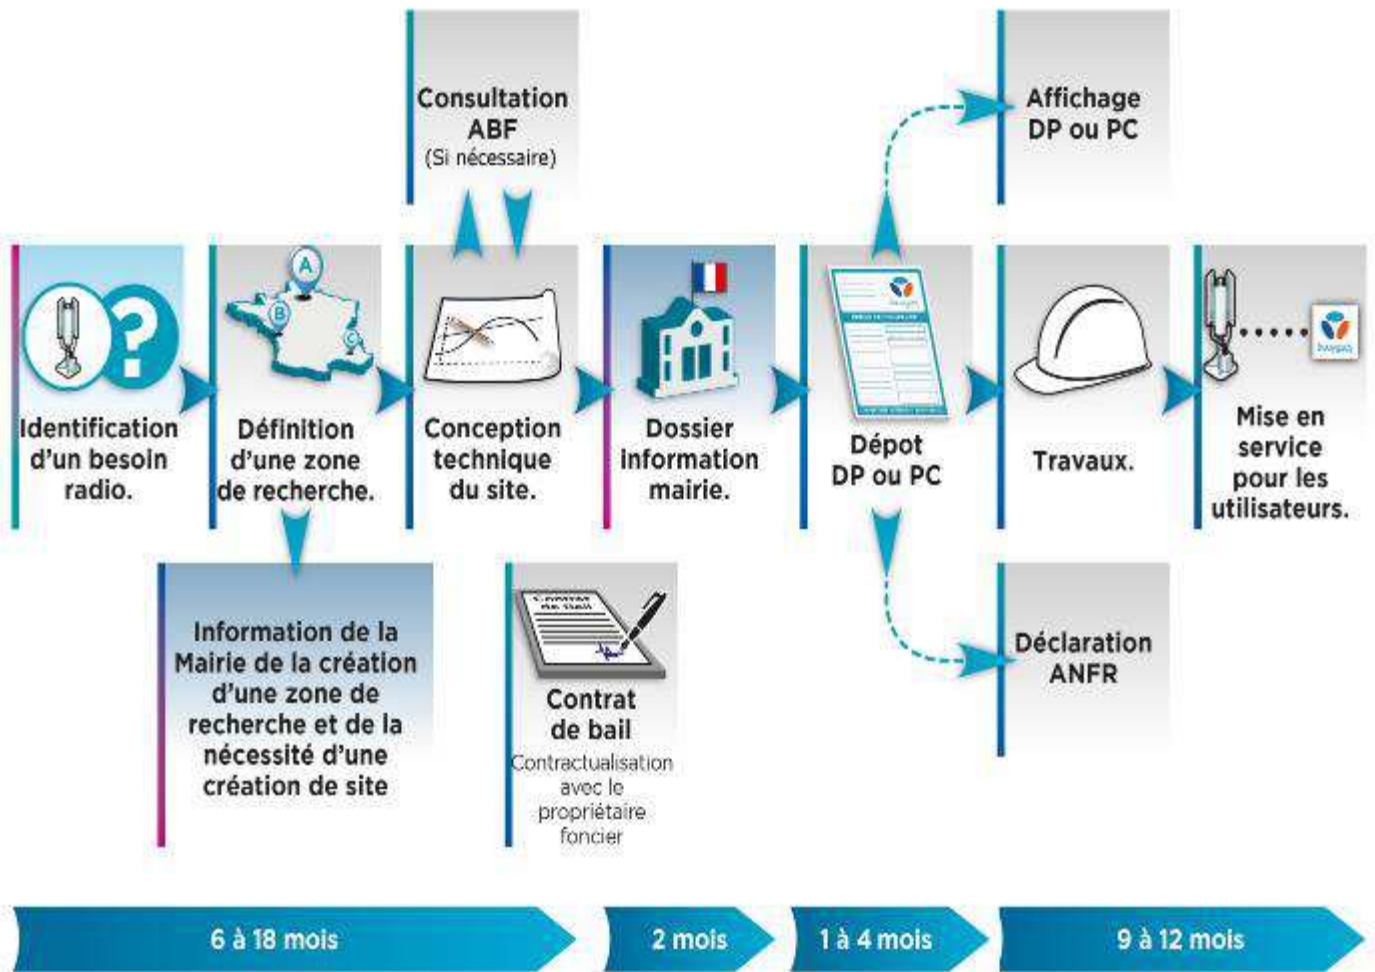 Consultation
ABF
(Si nécessaire)
Affichage
DP ou PC
Identification
d'un besoin
radio.
A
B
C
Définition
d'une zone
de recherche.
Conception
technique
du site.
Dossier
information
mairie.
Dépot
DP ou PC
Travaux.
Mise en
service
pour les
utilisateurs.
Information de la
Mairie de la création
d'une zone de
recherche et de la
nécessité d'une
création de site
Contrat
de bail
Contrat
de bail
Contractualisation
avec le
propriétaire
foncier
Déclaration
ANFR
6 à 18 mois
2 mois
1 à 4 mois
9 à 12 mois